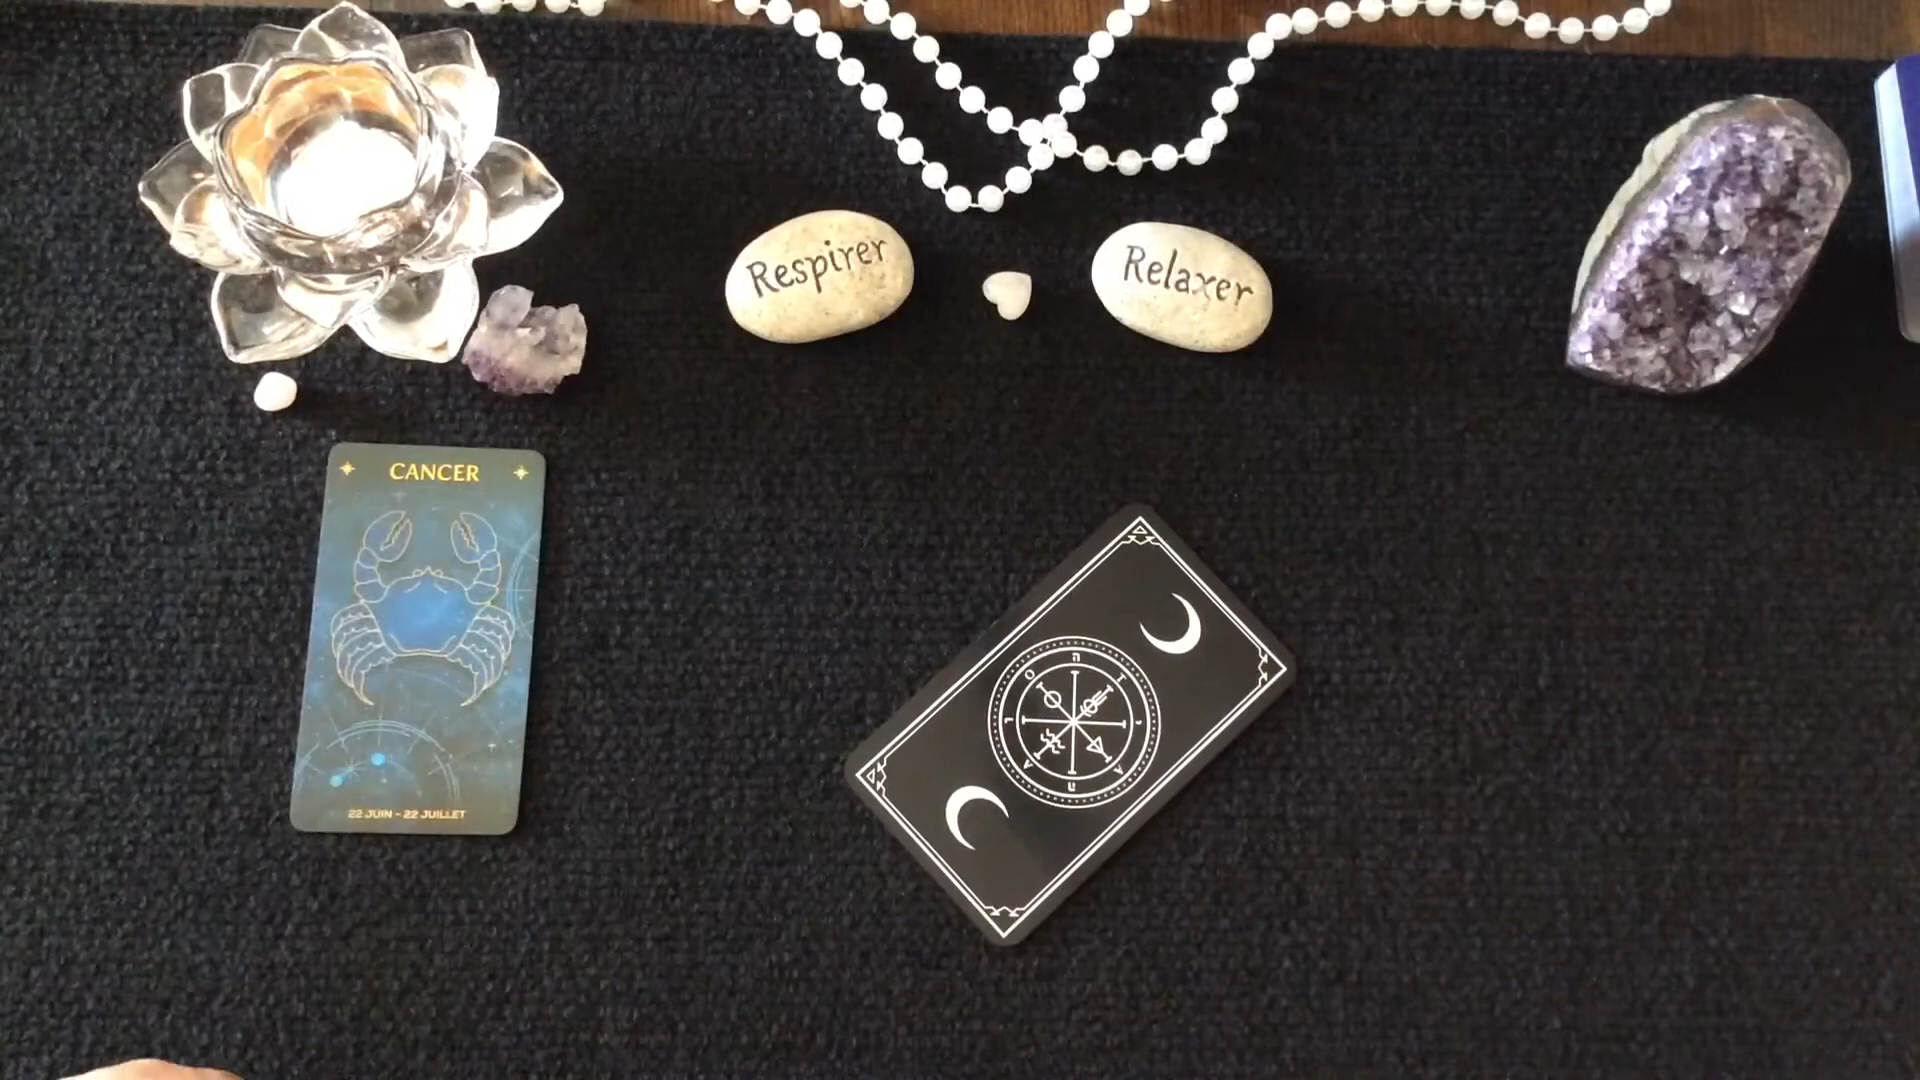 Respirer
Relaxer
CANCER
22 JUIN - 22 JUILLET